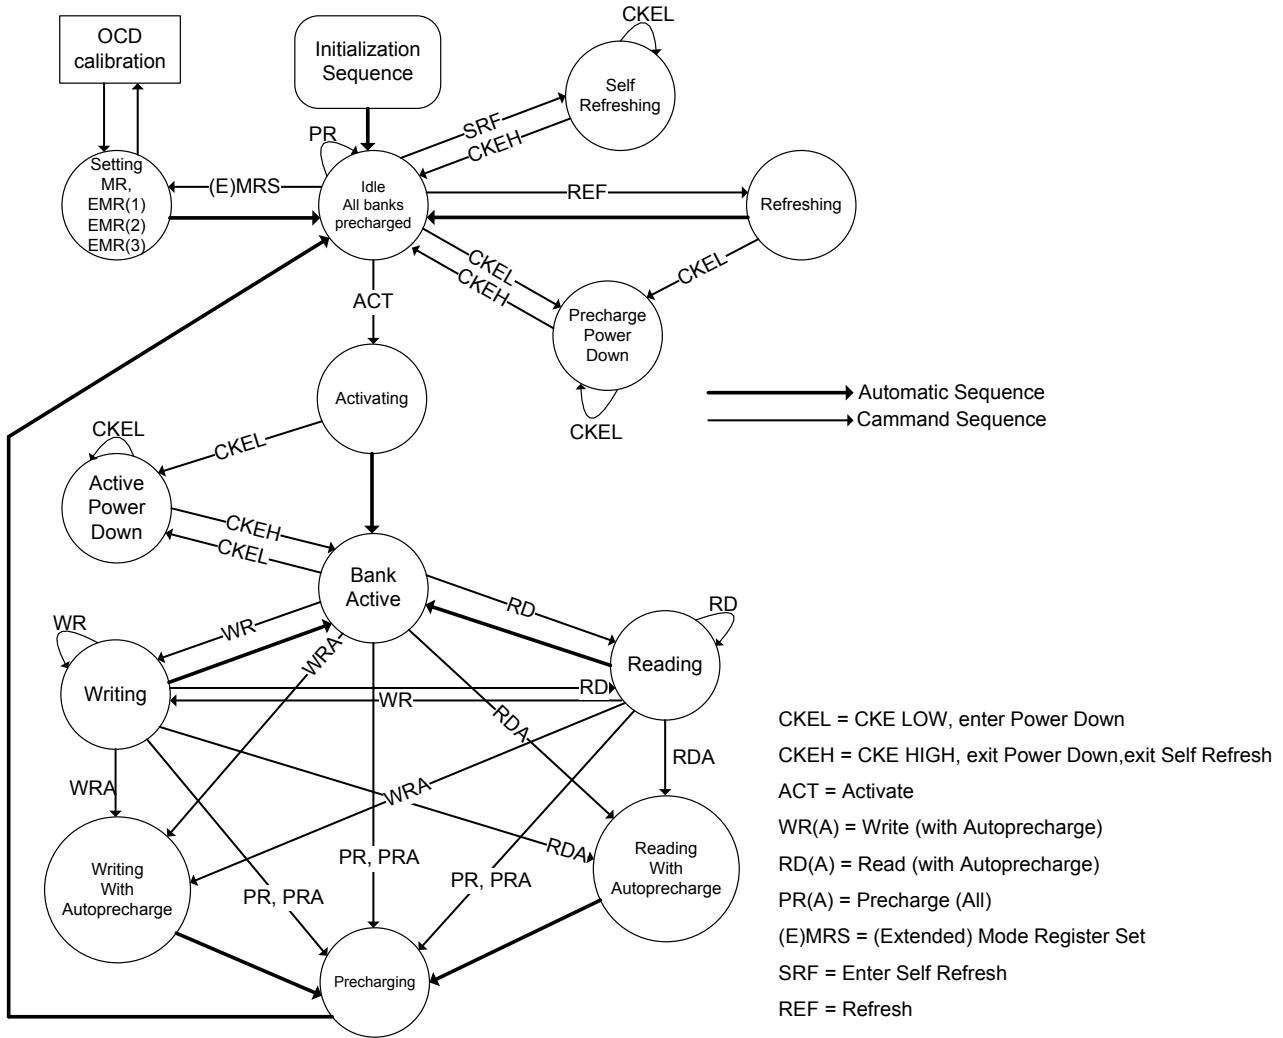 OCD
calibration
Initialization
Sequence
CKEL
Self
Refreshing
PR
SRF
CKEH
Setting
MR,
EMR(1)
EMR(2)
EMR(3)
(E)MRS
Idle
All banks
precharged
REF
Refreshing
CKEL
CKEH
CKEL
ACT
Precharge
Power
Down
CKEL
Activating
Automatic Sequence
Cammand Sequence
CKEL
CKEL
Active
Power
Down
CKEH
CKEL
Bank
Active
RD
RD
WR
WR
WRA
Writing
Reading
RD
WR
RDA
RDA
WRA
WRA
PR, PRA
RDA
Writing
With
Autoprecharge
Reading
With
Autoprecharge
PR, PRA
PR, PRA
Precharging
CKEL = CKE LOW, enter Power Down
CKEH = CKE HIGH, exit Power Down,exit Self Refresh
ACT = Activate
WR(A) = Write (with Autoprecharge)
RD(A) = Read (with Autoprecharge)
PR(A) = Precharge (All)
(E)MRS = (Extended) Mode Register Set
SRF = Enter Self Refresh
REF = Refresh